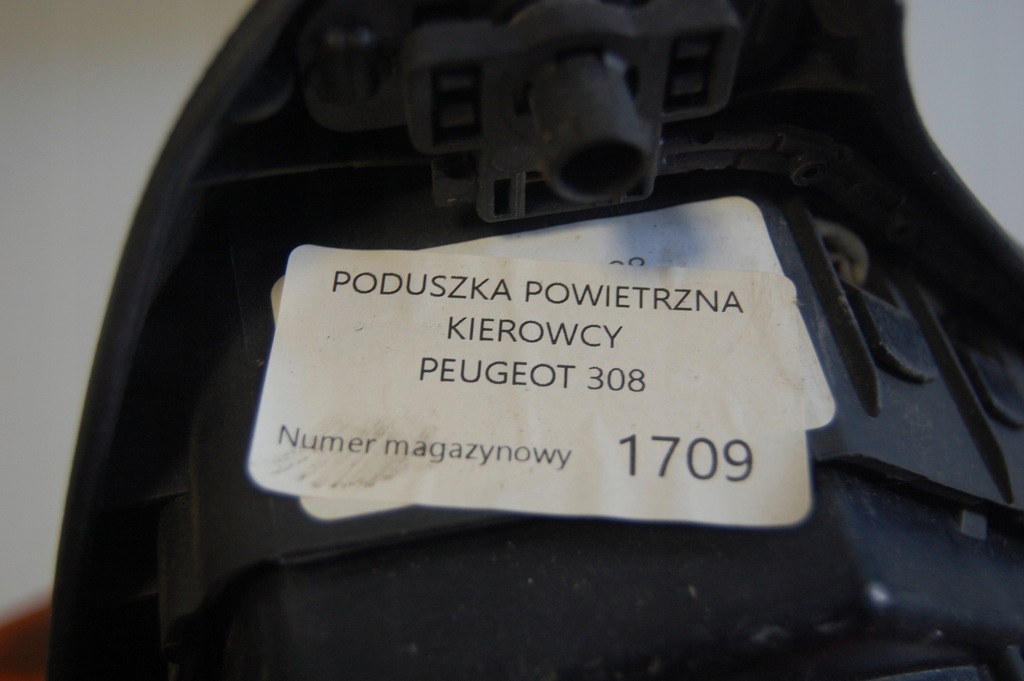 PODUSZKA POWIETRZNA
KIEROWCY
PEUGEOT 308
Numer magazynowy 1709